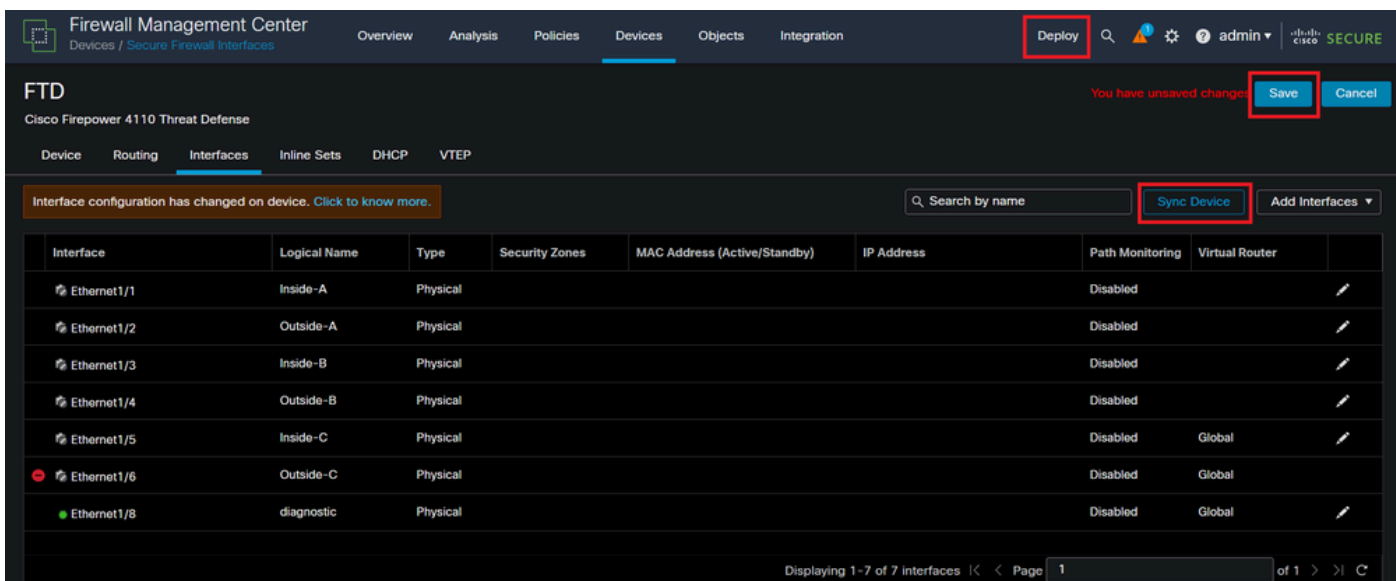 Firewall Management Center
Devices / Secure Firewall Interfaces
Overview Analysis Policies Devices Objects Integration Deploy 1 admin cisco SECURE
FTD
You have unsaved changes Save Cancel
Cisco Firepower 4110 Threat Defense
Device Routing Interfaces Inline Sets DHCP VTEP
Interface configuration has changed on device. Click to know more. Search by name Sync Device Add Interfaces
Interface Logical Name Type Security Zones MAC Address (Active/Standby) IP Address Path Monitoring Virtual Router
Ethernet1/1 Inside-A Physical Disabled
Ethernet1/2 Outside-A Physical Disabled
Ethernet1/3 Inside-B Physical Disabled
Ethernet1/4 Outside-B Physical Disabled
Ethernet1/5 Inside-C Physical Disabled Global
Ethernet1/6 Outside-C Physical Disabled Global
Ethernet1/8 diagnostic Physical Disabled Global
Displaying 1-7 of 7 interfaces |< < Page 1 of 1 > >| C